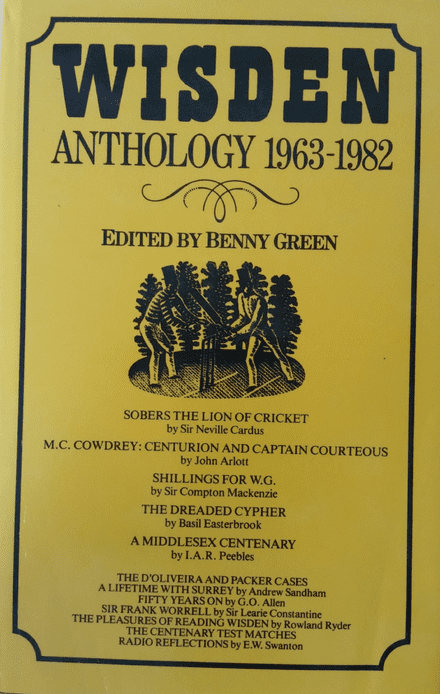 WISDEN
ANTHOLOGY 1963-1982
EDITED BY BENNY GREEN
SOBERS THE LION OF CRICKET
by Sir Neville Cardus
M.C. COWDREY: CENTURION AND CAPTAIN COURTEOUS
by John Arlott
SHILLINGS FOR W.G.
by Sir Compton Mackenzie
THE DREADED CYPHER
by Basil Easterbrook
A MIDDLESEX CENTENARY
by I.A.R. Peebles
THE D'OLIVEIRA AND PACKER CASES
A LIFETIME WITH SURREY by Andrew Sandham
FIFTY YEARS ON by G.O. Allen
SIR FRANK WORRELL by Sir Learie Constantine
THE PLEASURES OF READING WISDEN by Rowland Ryder
THE CENTENARY TEST MATCHES
RADIO REFLECTIONS by E.W. Swanton